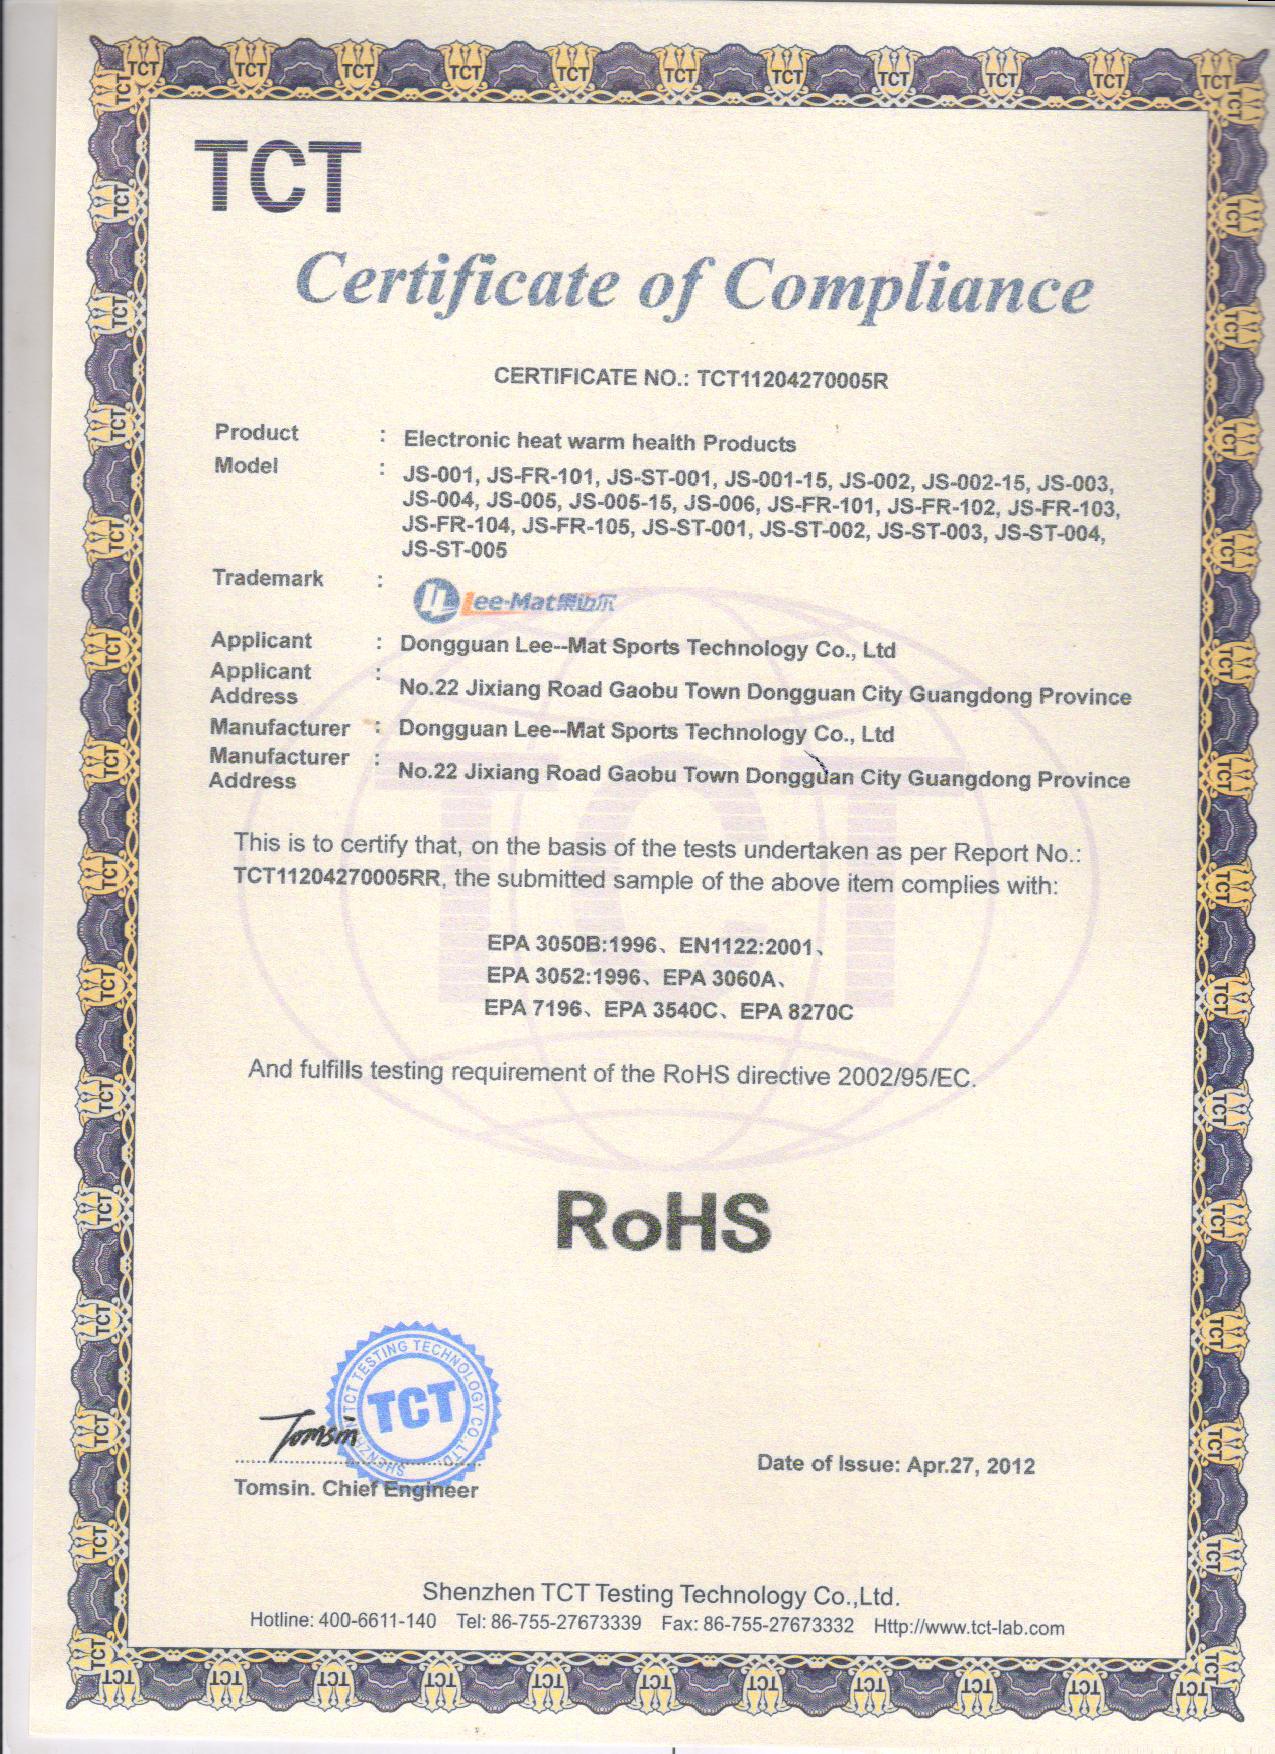 TCT
Certificate of Compliance
CERTIFICATE NO.: TCT11204270005R
Product : Electronic heat warm health Products
Model : JS-001, JS-FR-101, JS-ST-001, JS-001-15, JS-002, JS-002-15, JS-003,
JS-004, JS-005, JS-005-15, JS-006, JS-FR-101, JS-FR-102, JS-FR-103,
JS-FR-104, JS-FR-105, JS-ST-001, JS-ST-002, JS-ST-003, JS-ST-004,
JS-ST-005
Trademark : Lee-Mat
Applicant : Dongguan Lee--Mat Sports Technology Co., Ltd
Applicant
Address : No.22 Jixiang Road Gaobu Town Dongguan City Guangdong Province
Manufacturer : Dongguan Lee--Mat Sports Technology Co., Ltd
Manufacturer
Address : No.22 Jixiang Road Gaobu Town Dongguan City Guangdong Province
This is to certify that, on the basis of the tests undertaken as per Report No.:
TCT11204270005RR, the submitted sample of the above item complies with:
EPA 3050B:1996、EN1122:2001、
EPA 3052:1996、EPA 3060A、
EPA 7196、EPA 3540C、EPA 8270C
And fulfills testing requirement of the RoHS directive 2002/95/EC.
RoHS
SHENZHEN TCT TESTING TECHNOLOGY CO.,LTD
TCT
Tomsin
Tomsin. Chief Engineer
Date of Issue: Apr.27, 2012
Shenzhen TCT Testing Technology Co.,Ltd.
Hotline: 400-6611-140 Tel: 86-755-27673339 Fax: 86-755-27673332 Http://www.tct-lab.com